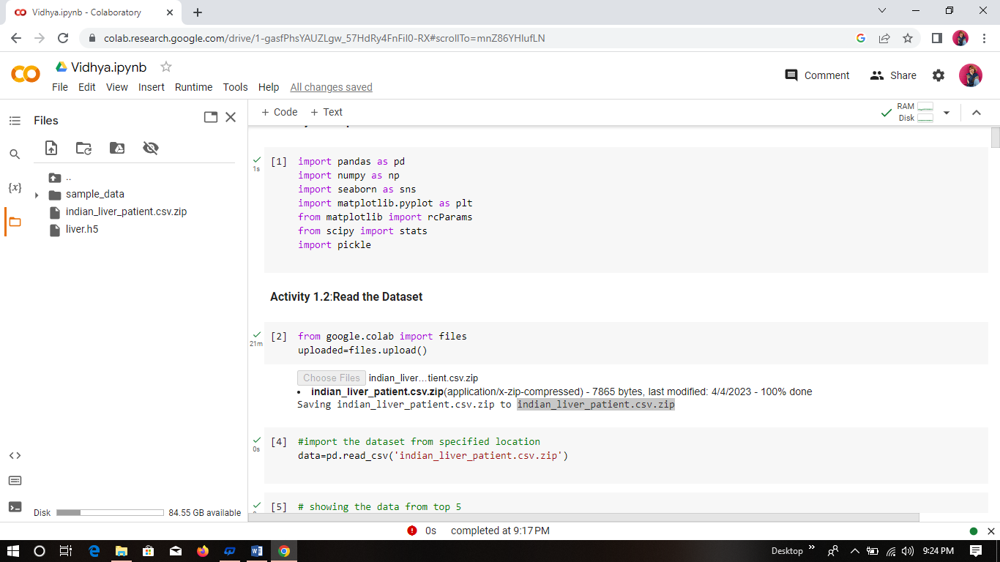 Vidhya.ipynb - Colaboratory
colab.research.google.com/drive/1-gasfPhsYAUZLgw_57HdRy4FnFiI0-RX#scrollTo=mnZ86YHIufLN
Vidhya.ipynb
File Edit View Insert Runtime Tools Help All changes saved
Comment Share
Files
+ Code + Text
RAM
Disk
..
sample_data
indian_liver_patient.csv.zip
liver.h5
{x}
1s
[1] import pandas as pd
import numpy as np
import seaborn as sns
import matplotlib.pyplot as plt
from matplotlib import rcParams
from scipy import stats
import pickle
Activity 1.2:Read the Dataset
21m
[2] from google.colab import files
uploaded=files.upload()
Choose Files indian_liver...tient.csv.zip
• indian_liver_patient.csv.zip(application/x-zip-compressed) - 7865 bytes, last modified: 4/4/2023 - 100% done
Saving indian_liver_patient.csv.zip to indian_liver_patient.csv.zip
0s
[4] #import the dataset from specified location
data=pd.read_csv('indian_liver_patient.csv.zip')
[5] # showing the data from top 5
Disk 84.55 GB available
0s completed at 9:17 PM
Desktop 9:24 PM